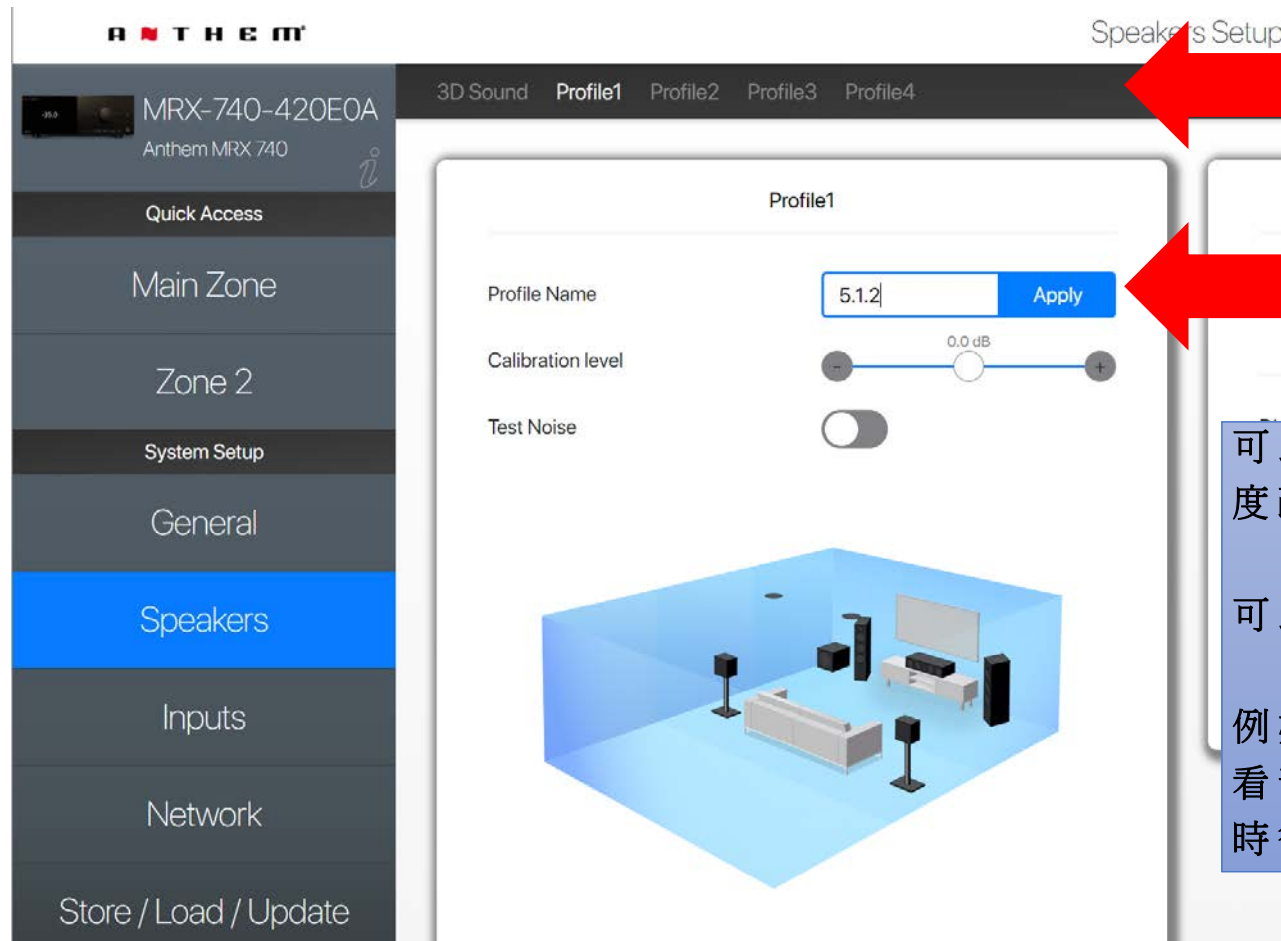 ANTHEM
Speakers Setup
MRX-740-420E0A
Anthem MRX 740
-35.0
i
3D Sound Profile1 Profile2 Profile3 Profile4
Quick Access
Main Zone
Zone 2
System Setup
General
Speakers
Inputs
Network
Store / Load / Update
Profile1
Profile Name 5.1.2 Apply
Calibration level - 0.0 dB +
Test Noise
可
度
可
例
看
時